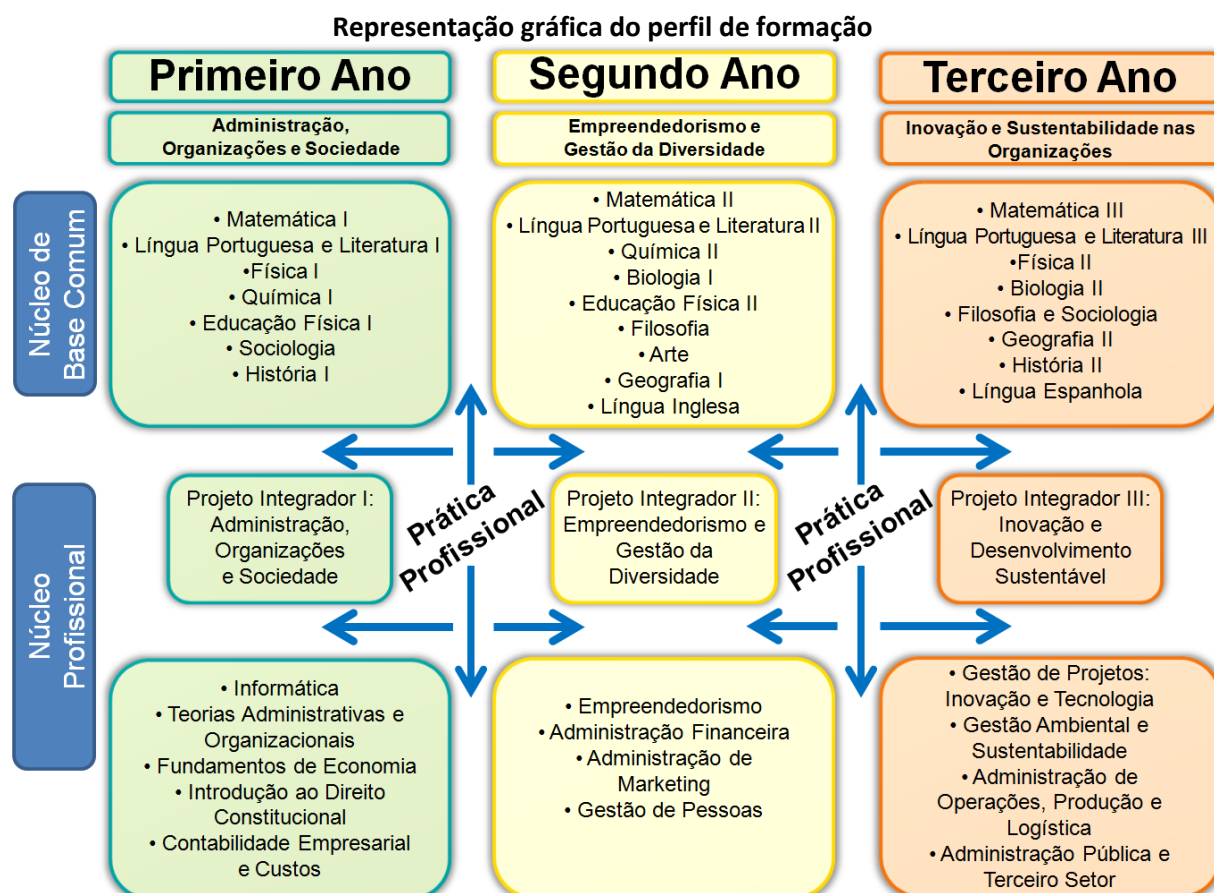 Representação gráfica do perfil de formação
Primeiro Ano
Segundo Ano
Terceiro Ano
Administração,
Organizações e Sociedade
Empreendedorismo e
Gestão da Diversidade
Inovação e Sustentabilidade nas
Organizações
Núcleo de
Base Comum
• Matemática I
• Língua Portuguesa e Literatura I
•Física I
• Química I
• Educação Física I
• Sociologia
• História I
• Matemática II
• Língua Portuguesa e Literatura II
• Química II
• Biologia I
• Educação Física II
• Filosofia
• Arte
• Geografia I
• Língua Inglesa
• Matemática III
• Língua Portuguesa e Literatura III
•Física II
• Biologia II
• Filosofia e Sociologia
• Geografia II
• História II
• Língua Espanhola
Núcleo
Profissional
Projeto Integrador I:
Administração,
Organizações
e Sociedade
Prática
Profissional
Projeto Integrador II:
Empreendedorismo e
Gestão da
Diversidade
Prática
Profissional
Projeto Integrador III:
Inovação e
Desenvolvimento
Sustentável
• Informática
• Teorias Administrativas e
Organizacionais
• Fundamentos de Economia
• Introdução ao Direito
Constitucional
• Contabilidade Empresarial
e Custos
• Empreendedorismo
• Administração Financeira
• Administração de
Marketing
• Gestão de Pessoas
• Gestão de Projetos:
Inovação e Tecnologia
• Gestão Ambiental e
Sustentabilidade
• Administração de
Operações, Produção e
Logística
• Administração Pública e
Terceiro Setor